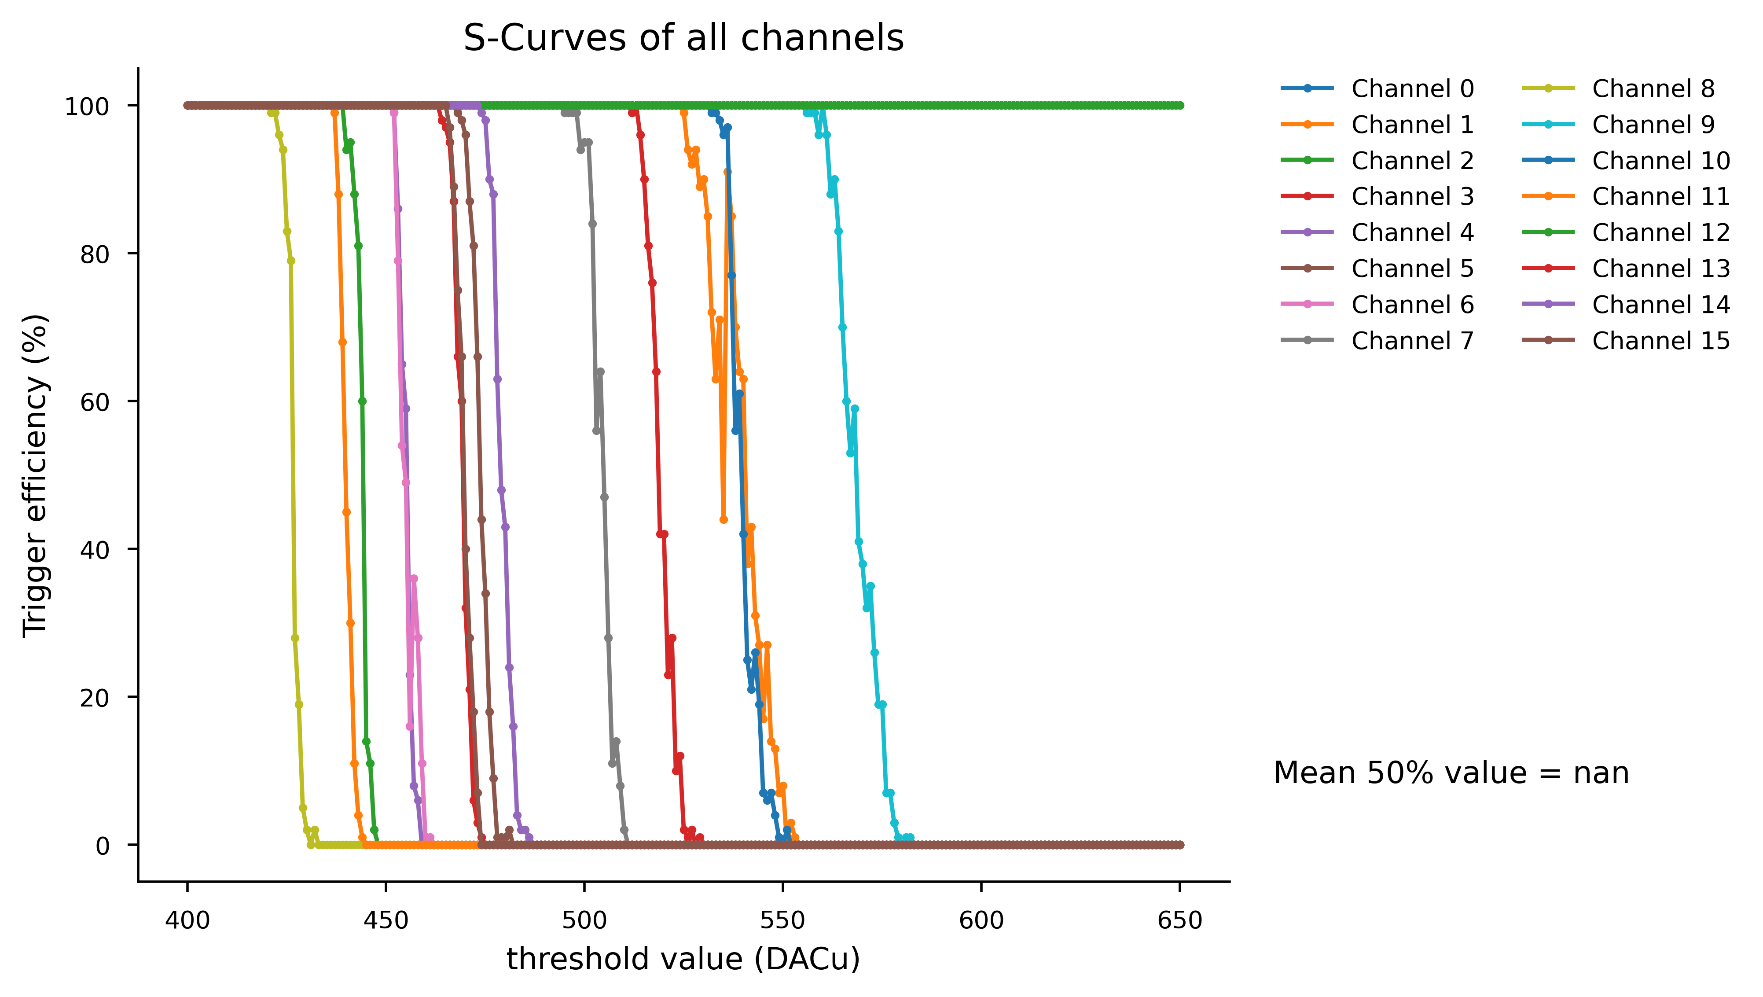 S-Curves of all channels
Trigger efficiency (%)
100
80
60
40
20
0
400 450 500 550 600 650
threshold value (DACu)
Channel 0
Channel 1
Channel 2
Channel 3
Channel 4
Channel 5
Channel 6
Channel 7
Channel 8
Channel 9
Channel 10
Channel 11
Channel 12
Channel 13
Channel 14
Channel 15
Mean 50% value = nan